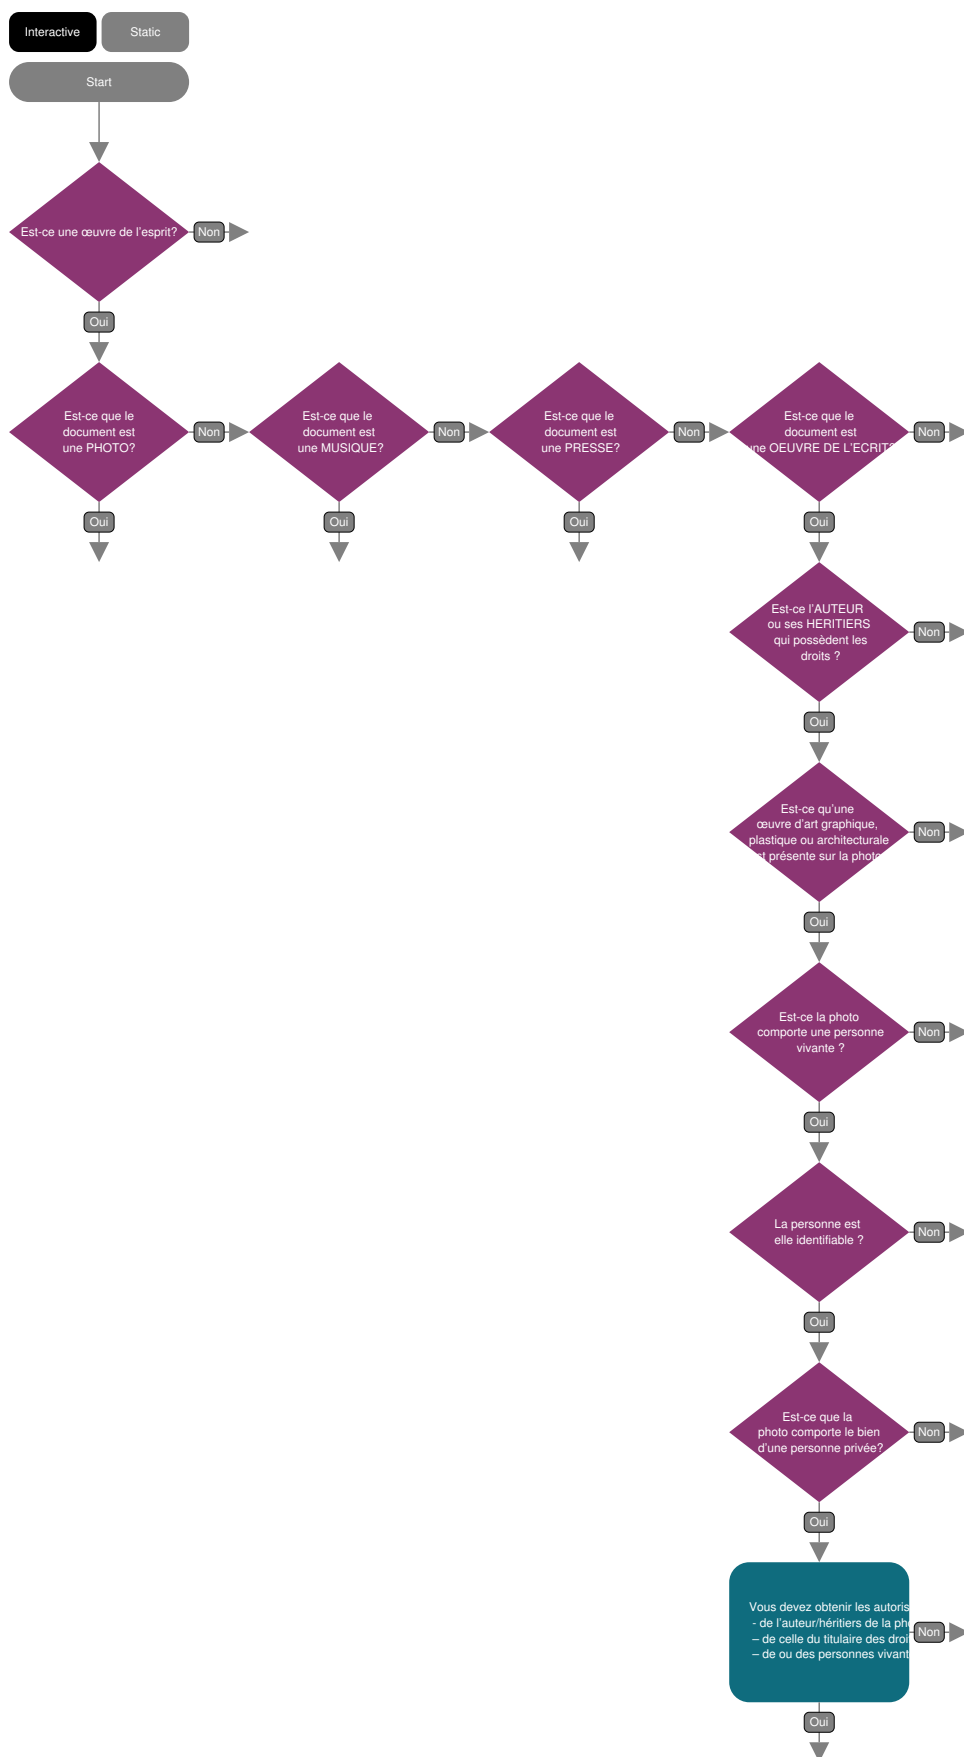 Interactive
Static
Start
Est-ce une œuvre de l'esprit?
Non
Oui
Est-ce que le
document est
une PHOTO?
Non
Est-ce que le
document est
une MUSIQUE?
Non
Est-ce que le
document est
une PRESSE?
Non
Est-ce que le
document est
une OEUVRE DE L'ECRIT?
Non
Oui
Oui
Oui
Oui
Est-ce l'AUTEUR
ou ses HERITIERS
qui possèdent les
droits ?
Non
Oui
Est-ce qu'une
œuvre d'art graphique,
plastique ou architecturale
présente sur la photo
Non
Oui
Est-ce la photo
comporte une personne
vivante ?
Non
Oui
La personne est
elle identifiable ?
Non
Oui
Est-ce que la
photo comporte le bien
d'une personne privée?
Non
Oui
Vous devez obtenir les
- de l'auteur/héritiers de la
– de celle du titulaire des
– de ou des personnes
Non
Oui